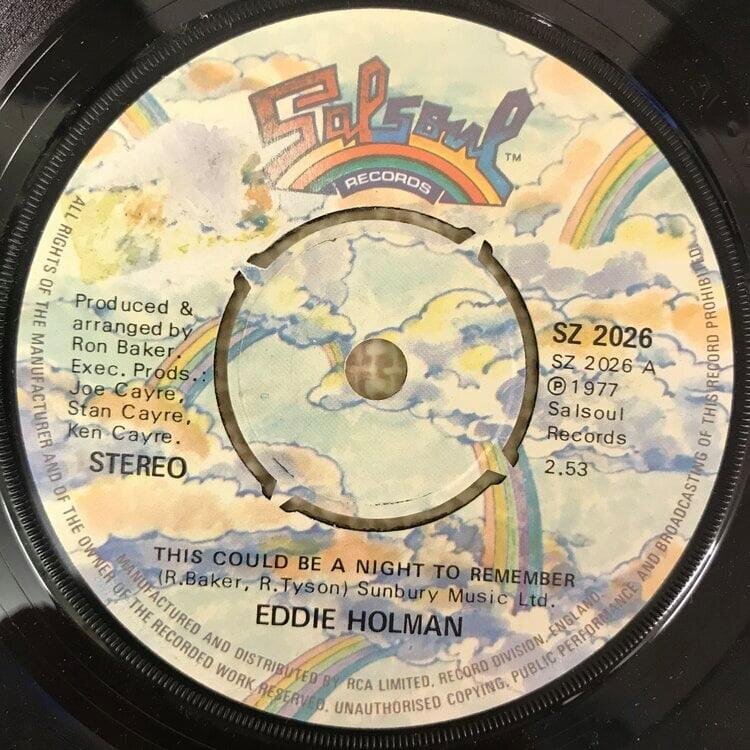 Salsoul
TM
RECORDS
Produced &
arranged by
Ron Baker.
Exec. Prods.:
Joe Cayre,
Stan Cayre,
Ken Cayre.
STEREO
SZ 2026
SZ 2026 A
Ⓟ 1977
Salsoul
Records
2.53
THIS COULD BE A NIGHT TO REMEMBER
(R.Baker, R.Tyson) Sunbury Music Ltd.
EDDIE HOLMAN
MANUFACTURED AND DISTRIBUTED BY RCA LIMITED, RECORD DIVISION, ENGLAND.
ALL RIGHTS OF THE MANUFACTURER AND OF THE OWNER OF THE RECORDED WORK RESERVED. UNAUTHORISED COPYING, PUBLIC PERFORMANCE AND BROADCASTING OF THIS RECORD PROHIBITED.